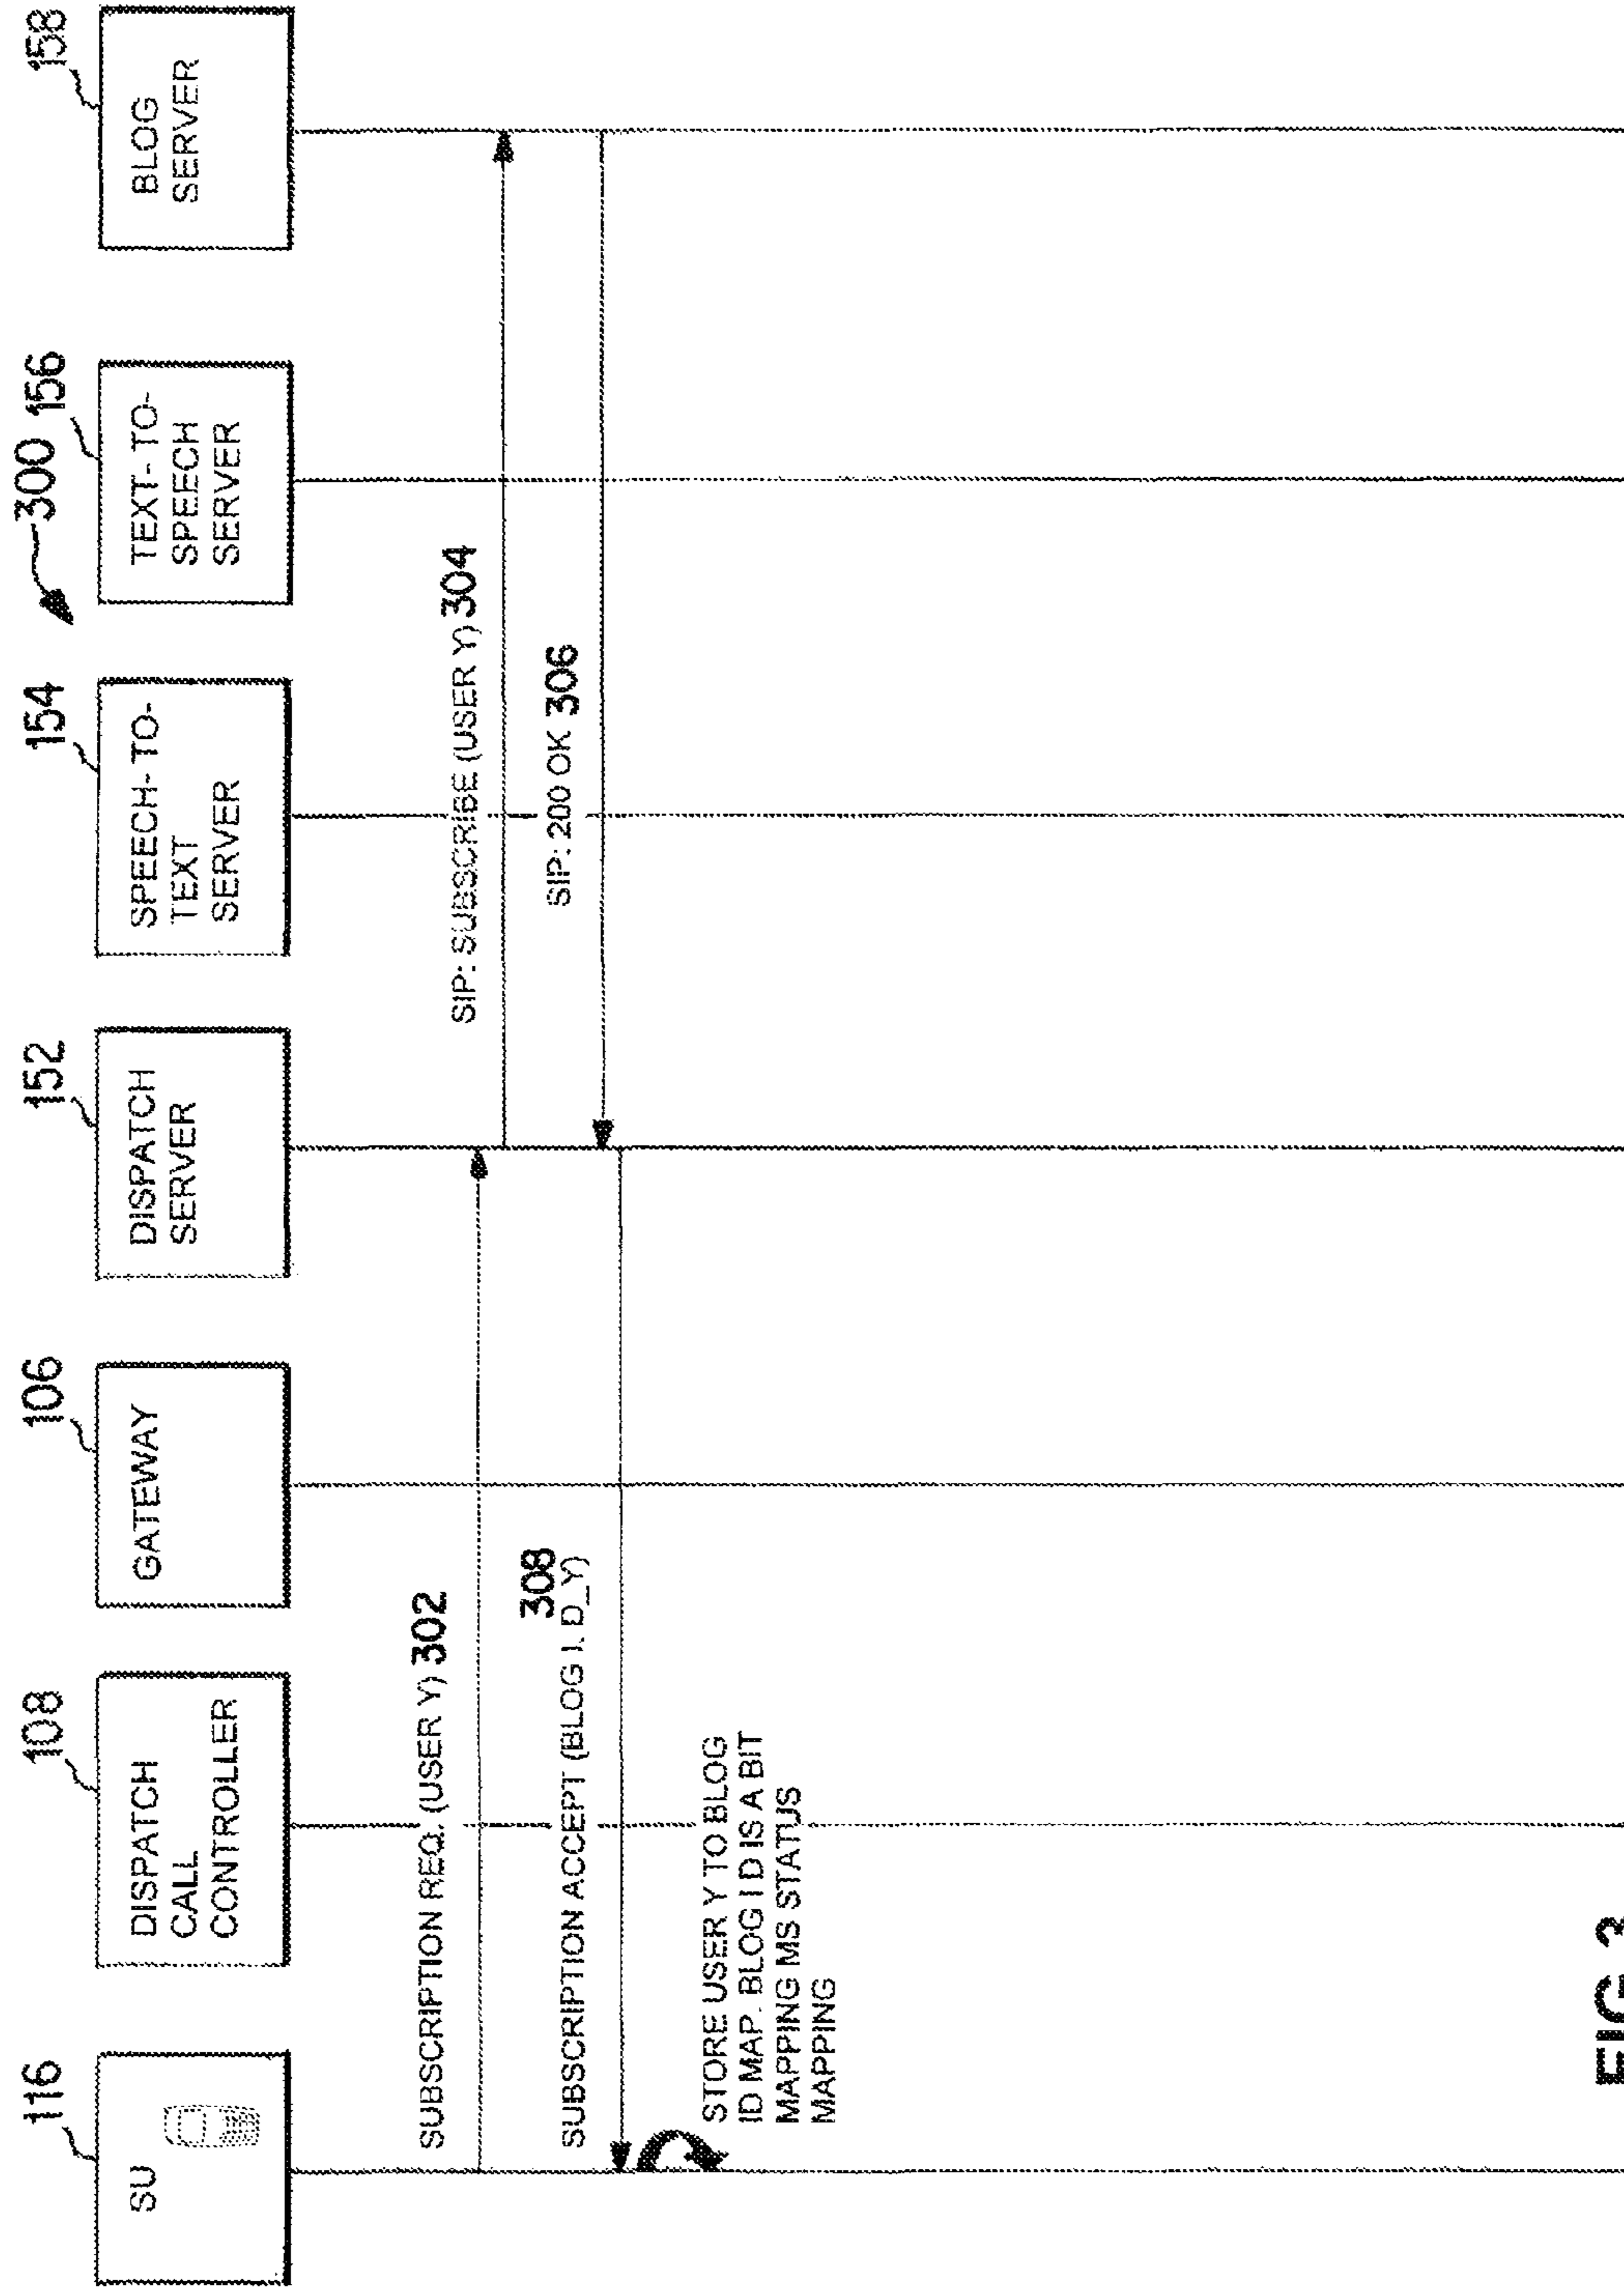 300
116
108
106
152
154
156
158
SU
DISPATCH
CALL
CONTROLLER
GATEWAY
DISPATCH
SERVER
SPEECH- TO-
TEXT
SERVER
TEXT- TO-
SPEECH
SERVER
BLOG
SERVER
SUBSCRIPTION REQ. (USER Y) 302
SIP: SUBSCRIBE (USER Y) 304
SIP: 200 OK 306
308
SUBSCRIPTION ACCEPT (BLOG I. D_Y)
STORE USER Y TO BLOG
ID MAP. BLOG I D IS A BIT
MAPPING MS STATUS
MAPPING
FIG. 3